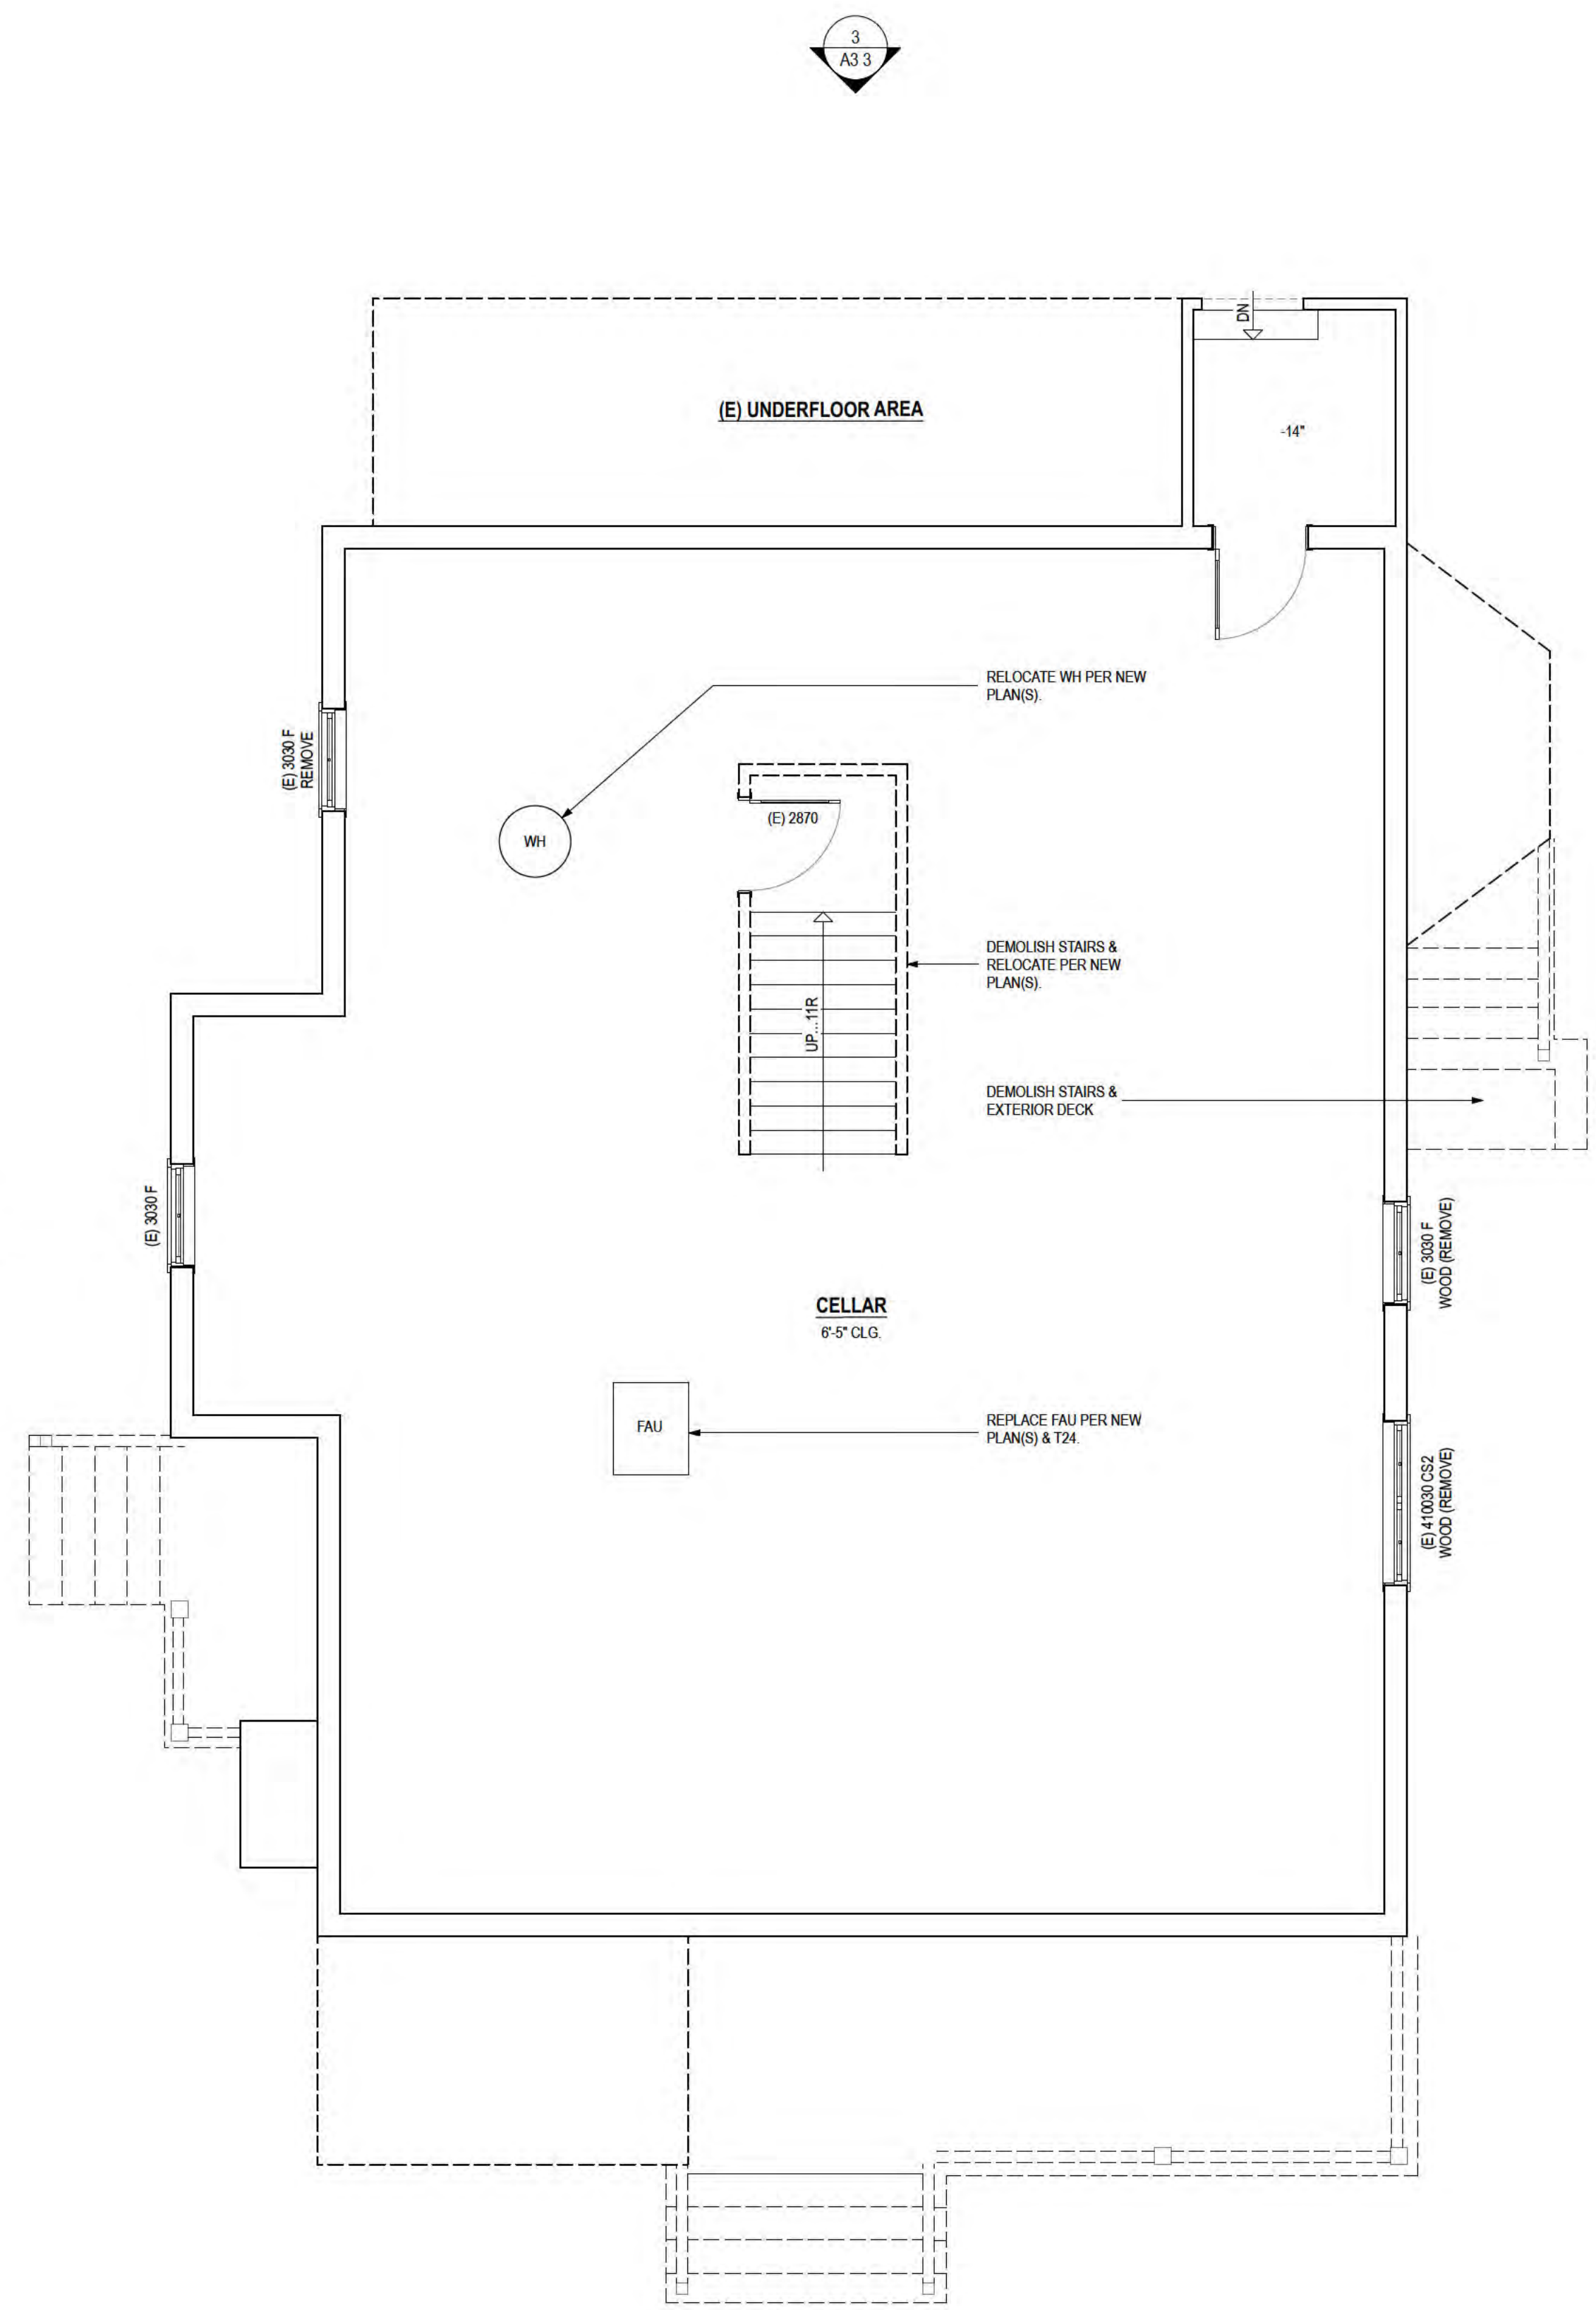 3
A3 3
DN
(E) UNDERFLOOR AREA
-14"
RELOCATE WH PER NEW
PLAN(S).
(E) 3030 F
REMOVE
WH
(E) 2870
DEMOLISH STAIRS &
RELOCATE PER NEW
PLAN(S).
UP...11R
DEMOLISH STAIRS &
EXTERIOR DECK
(E) 3030 F
(E) 3030 F
WOOD (REMOVE)
CELLAR
6'-5" CLG.
FAU
REPLACE FAU PER NEW
PLAN(S) & T24.
(E) 410030 CS2
WOOD (REMOVE)